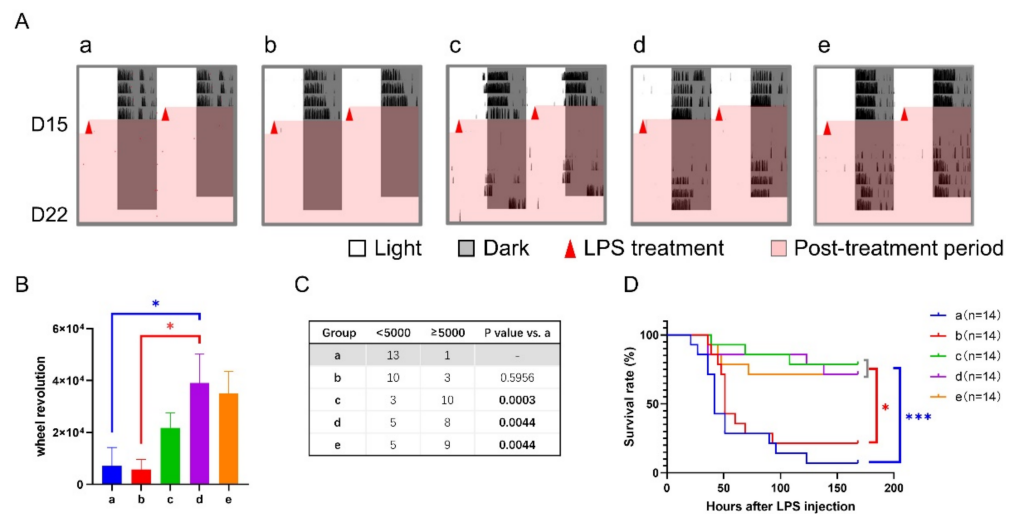 A
a b c d e
D15
D22
Light Dark LPS treatment Post-treatment period
B
wheel revolution
6×10⁴
4×10⁴
2×10⁴
0
* *
a b c d e
C
Group <5000 ≥5000 P value vs. a
a 13 1 -
b 10 3 0.5956
c 3 10 0.0003
d 5 8 0.0044
e 5 9 0.0044
D
Survival rate (%)
100
50
0
0 50 100 150 200
Hours after LPS injection
a(n=14)
b(n=14)
c(n=14)
d(n=14)
e(n=14)
* ***